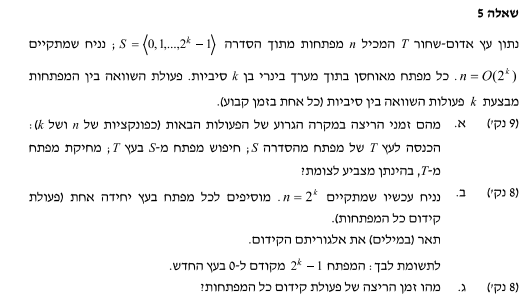 שאלה 5
נתון עץ אדום-שחור T המכיל n מפתחות מתוך הסדרה S = ⟨0,1,...,2^k − 1⟩ ; נניח שמתקיים
n = O(2^k). כל מפתח מאוחסן בתוך מערך בינרי בן k סיביות. פעולת השוואה בין המפתחות
מבצעת k פעולות השוואה בין סיביות (כל אחת בזמן קבוע).
(9 נק') א. מהם זמני הריצה במקרה הגרוע של הפעולות הבאות (כפונקציות של n ושל k):
הכנסה לעץ T של מפתח מהסדרה S; חיפוש מפתח מ-S בעץ T; מחיקת מפתח
מ-T, בהינתן מצביע לצומת?
(8 נק') ב. נניח עכשיו שמתקיים n = 2^k. מוסיפים לכל מפתח בעץ יחידה אחת (פעולת
קידום כל המפתחות).
תאר (במילים) את אלגוריתם הקידום.
לתשומת לבך: המפתח 2^k − 1 מקודם ל-0 בעץ החדש.
(8 נק') ג. מהו זמן הריצה של פעולת קידום כל המפתחות?